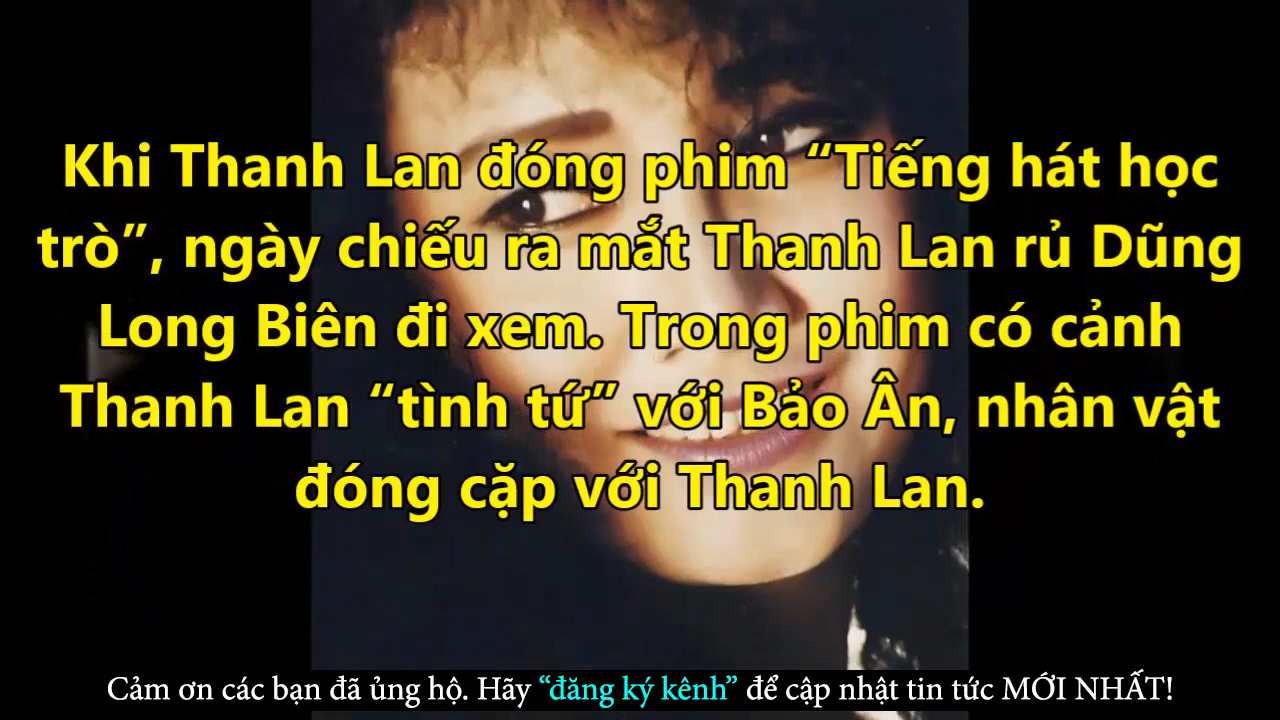 Khi Thanh Lan đóng phim “Tiếng hát học
trò”, ngày chiếu ra mắt Thanh Lan rủ Dũng
Long Biên đi xem. Trong phim có cảnh
Thanh Lan “tình tứ” với Bảo Ân, nhân vật
đóng cặp với Thanh Lan.
Cảm ơn các bạn đã ủng hộ. Hãy “đăng ký kênh” để cập nhật tin tức MỚI NHẤT!